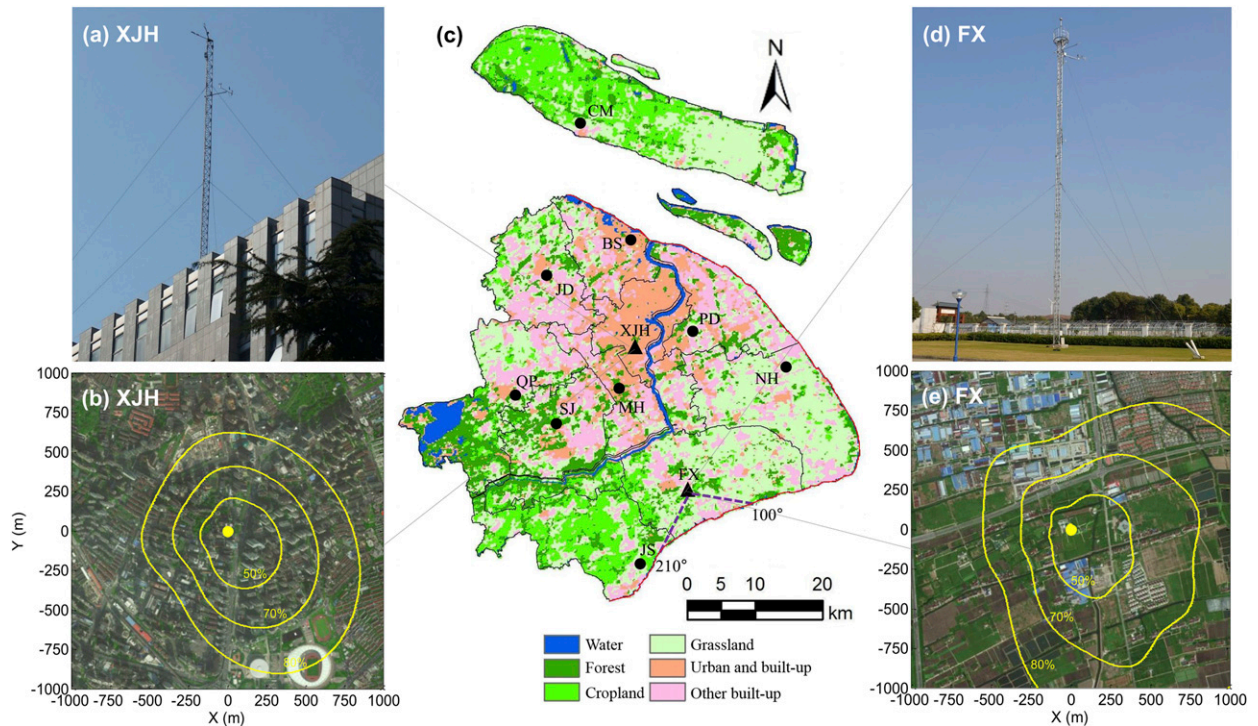 (a) XJH
(c)
N
(d) FX
CM
BS
JD
PD
XJH
NH
QP
MH
SJ
FX
100°
JS
210°
0 5 10 20
km
Water
Grassland
Forest
Urban and built-up
Cropland
Other built-up
(b) XJH
1000
750
500
250
0
-250
-500
-750
-1000
Y (m)
50%
70%
80%
-1000 -750 -500 -250 0 250 500 750 1000
X (m)
(e) FX
1000
750
500
250
0
-250
-500
-750
-1000
50%
70%
80%
-1000 -750 -500 -250 0 250 500 750 1000
X (m)